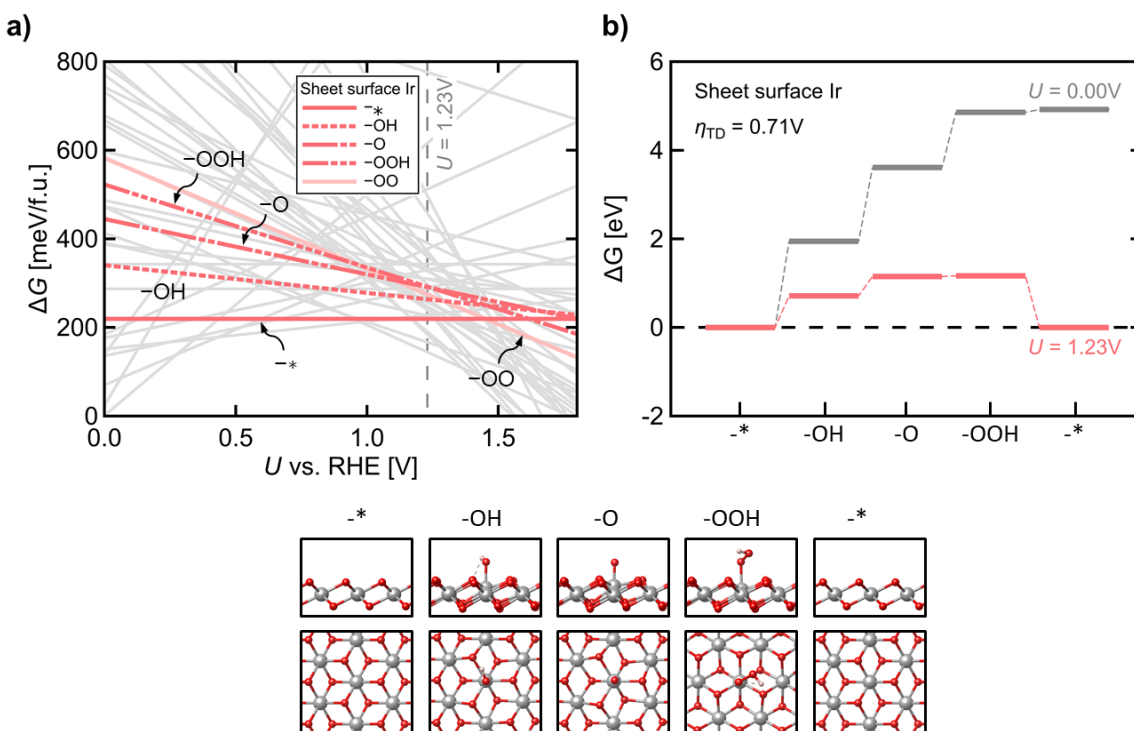 a)
800
600
400
200
0
ΔG [meV/f.u.]
0.0 0.5 1.0 1.5
U vs. RHE [V]
Sheet surface Ir
–*
–OH
–O
–OOH
–OO
U = 1.23V
–OOH
–O
–OH
–*
–OO
b)
6
4
2
0
-2
ΔG [eV]
Sheet surface Ir
ηTD = 0.71V
U = 0.00V
U = 1.23V
-* -OH -O -OOH -*
-* -OH -O -OOH -*